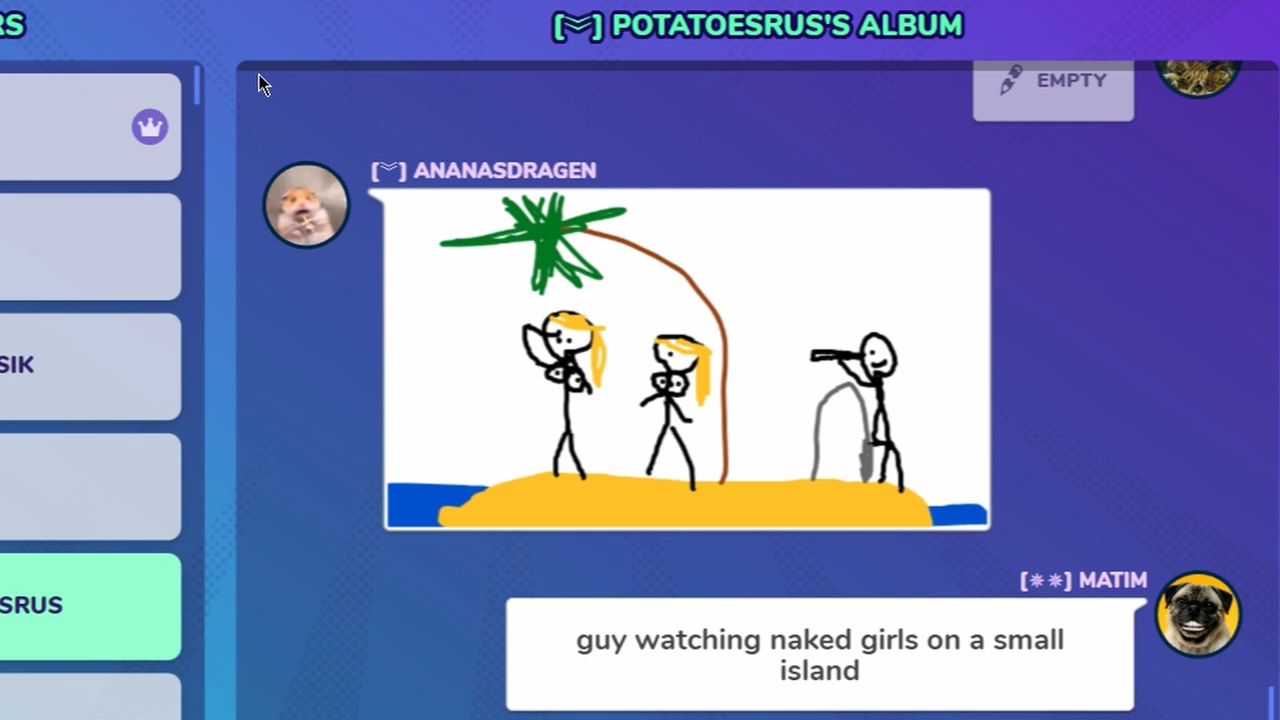 RS
[︾] POTATOESRUS'S ALBUM
EMPTY
[︾] ANANASDRAGEN
SIK
[✷✷] MATIM
SRUS
guy watching naked girls on a small
island